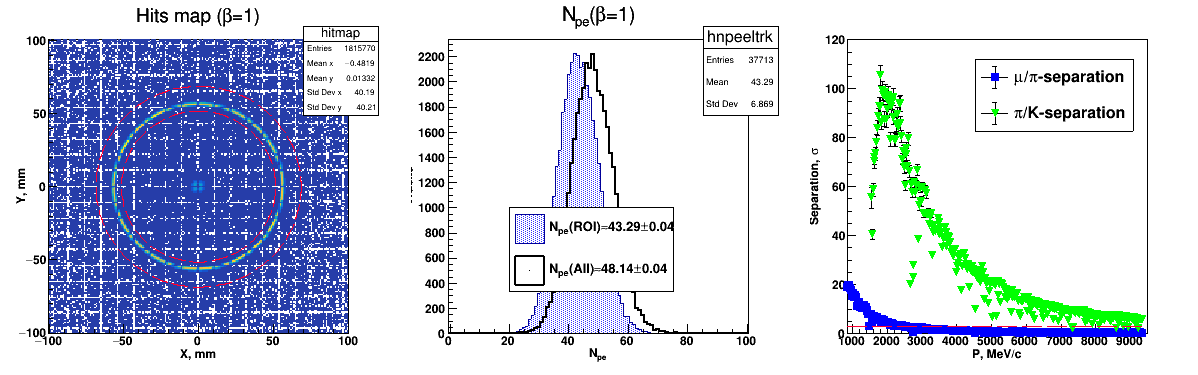 Hits map (β=1)
hitmap
Entries 1815770
Mean x −0.4819
Mean y 0.01332
Std Dev x 40.19
Std Dev y 40.21
Y, mm
100
50
0
−50
−100
−100 −50 0 50 100
X, mm
Npe(β=1)
hnpeeltrk
Entries 37713
Mean 43.29
Std Dev 6.869
2200
2000
1800
1600
1400
1200
1000
800
600
400
200
0
Npe(ROI)=43.29±0.04
Npe(All)=48.14±0.04
0 20 40 60 80 100
Npe
Separation, σ
120
100
80
60
40
20
0
μ/π-separation
π/K-separation
2000 3000 4000 5000 6000 7000 8000 9000
P, MeV/c